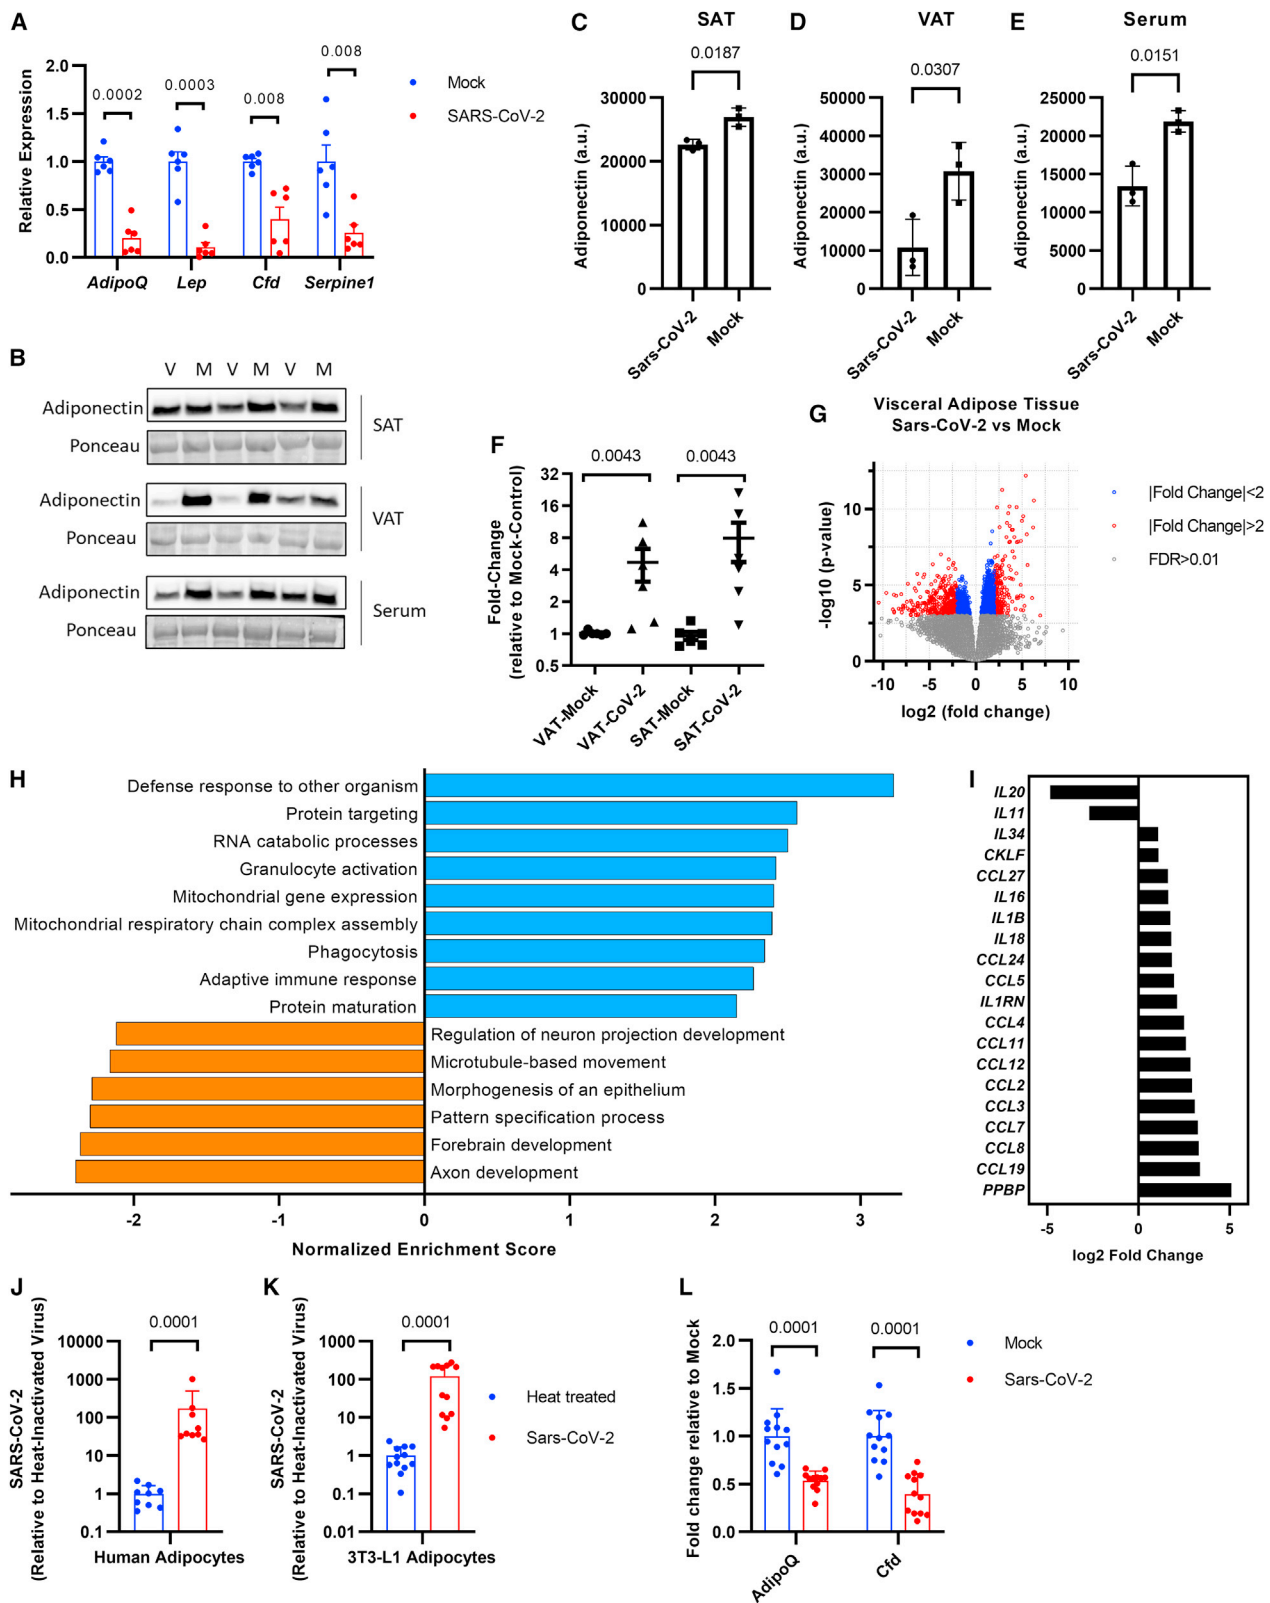 A
Relative Expression
2.0
1.5
1.0
0.5
0.0
0.0002
0.0003
0.008
0.008
AdipoQ
Lep
Cfd
Serpine1
Mock
SARS-CoV-2
C
SAT
0.0187
Adiponectin (a.u.)
30000
20000
10000
0
Sars-CoV-2
Mock
D
VAT
0.0307
Adiponectin (a.u.)
50000
40000
30000
20000
10000
0
Sars-CoV-2
Mock
E
Serum
0.0151
Adiponectin (a.u.)
25000
20000
15000
10000
5000
0
Sars-CoV-2
Mock
B
V M V M V M
Adiponectin
Ponceau
SAT
Adiponectin
Ponceau
VAT
Adiponectin
Ponceau
Serum
F
Fold-Change
(relative to Mock-Control)
0.0043
0.0043
32
16
8
4
2
1
0.5
VAT-Mock
VAT-CoV-2
SAT-Mock
SAT-CoV-2
G
Visceral Adipose Tissue
Sars-CoV-2 vs Mock
-log10 (p-value)
10
5
0
-10 -5 0 5 10
log2 (fold change)
|Fold Change|<2
|Fold Change|>2
FDR>0.01
H
Defense response to other organism
Protein targeting
RNA catabolic processes
Granulocyte activation
Mitochondrial gene expression
Mitochondrial respiratory chain complex assembly
Phagocytosis
Adaptive immune response
Protein maturation
Regulation of neuron projection development
Microtubule-based movement
Morphogenesis of an epithelium
Pattern specification process
Forebrain development
Axon development
-2 -1 0 1 2 3
Normalized Enrichment Score
I
IL20
IL11
IL34
CKLF
CCL27
IL16
IL1B
IL18
CCL24
CCL5
IL1RN
CCL4
CCL11
CCL12
CCL2
CCL3
CCL7
CCL8
CCL19
PPBP
-5 0 5
log2 Fold Change
J
SARS-CoV-2
(Relative to Heat-Inactivated Virus)
0.0001
10000
1000
100
10
1
0.1
Human Adipocytes
K
SARS-CoV-2
(Relative to Heat-Inactivated Virus)
0.0001
1000
100
10
1
0.1
0.01
3T3-L1 Adipocytes
Heat treated
Sars-CoV-2
L
Fold change relative to Mock
0.0001
0.0001
2.0
1.5
1.0
0.5
0.0
AdipoQ
Cfd
Mock
Sars-CoV-2